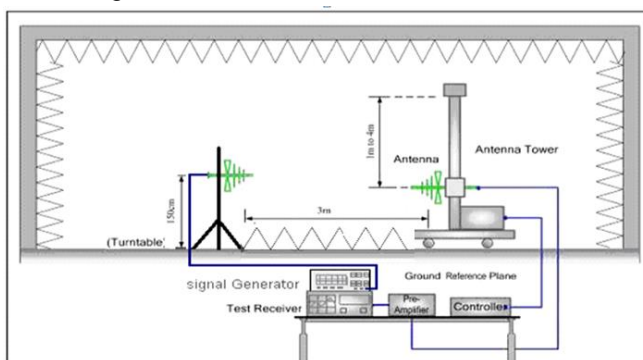 1m to 4m
Antenna
Antenna Tower
150cm
3m
(Turntable)
Ground Reference Plane
signal Generator
Test Receiver
Pre-
Amplifier
Controller